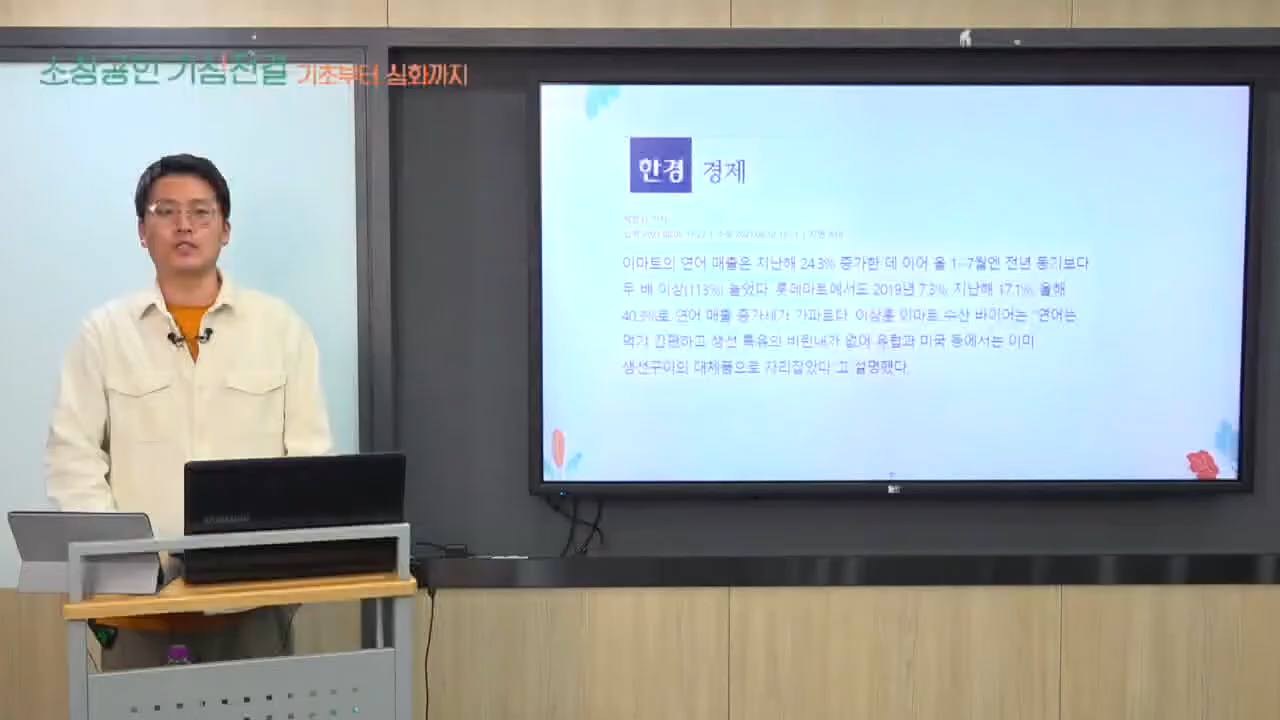 소상공인 기심전결 기초부터 심화까지
한경 경제
이마트의 연어 매출은 지난해 24.3% 증가한 데 이어 올 1~7월엔 전년 동기보다
두 배 이상(113%) 늘었다. 롯데마트에서도 2019년 7.3%, 지난해 17.1%, 올해
40.3%로 연어 매출 증가세가 가파르다. 이상훈 이마트 수산 바이어는 "연어는
먹기 간편하고 생선 특유의 비린내가 없어 유럽과 미국 등에서는 이미
생선구이의 대체품으로 자리잡았다"고 설명했다.
SAMSUNG